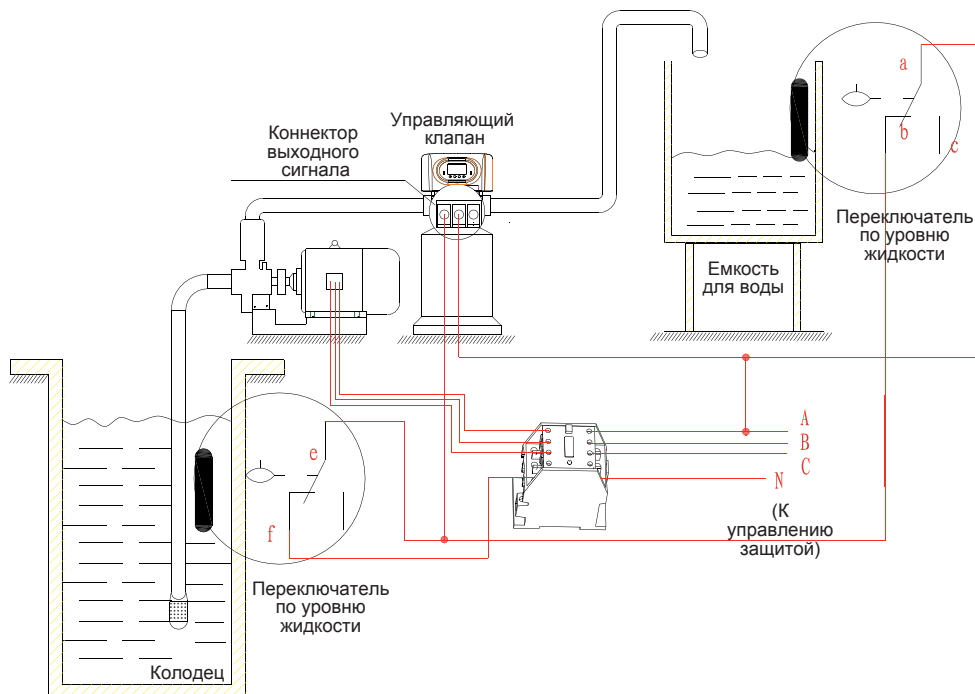 Управляющий
клапан
Коннектор
выходного
сигнала
a
b
c
Переключатель
по уровню
жидкости
Емкость
для воды
A
B
C
N
(К
управлению
защитой)
e
f
Переключатель
по уровню
жидкости
Колодец